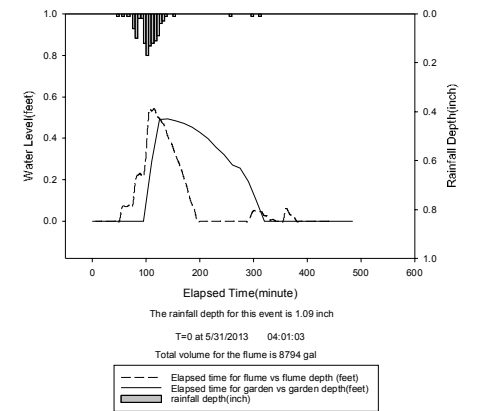 1.0
0.8
0.6
0.4
0.2
0.0
Water Level(feet)
0.0
0.2
0.4
0.6
0.8
1.0
Rainfall Depth(inch)
0 100 200 300 400 500 600
Elapsed Time(minute)
The rainfall depth for this event is 1.09 inch
T=0 at 5/31/2013 04:01:03
Total volume for the flume is 8794 gal
Elapsed time for flume vs flume depth (feet)
Elapsed time for garden vs garden depth(feet)
rainfall depth(inch)